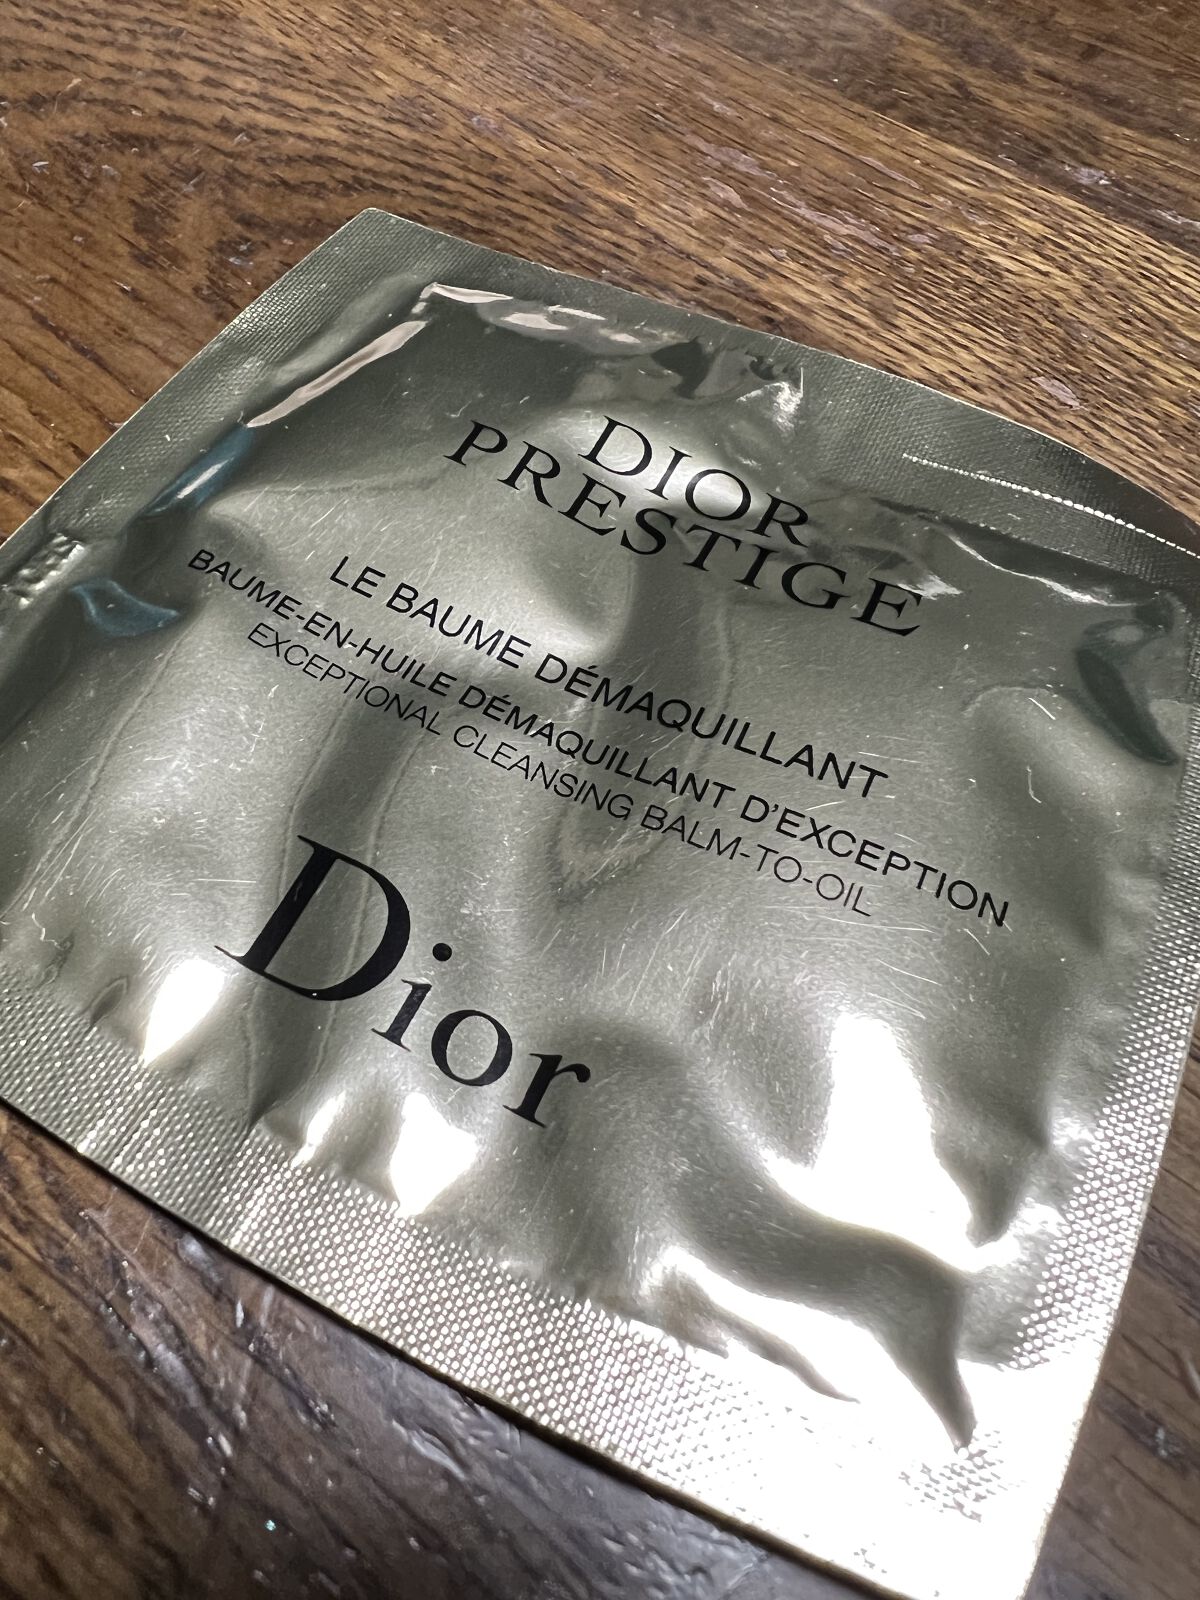 DIOR
PRESTIGE
LE BAUME DÉMAQUILLANT
BAUME-EN-HUILE DÉMAQUILLANT D'EXCEPTION
EXCEPTIONAL CLEANSING BALM-TO-OIL
Dior